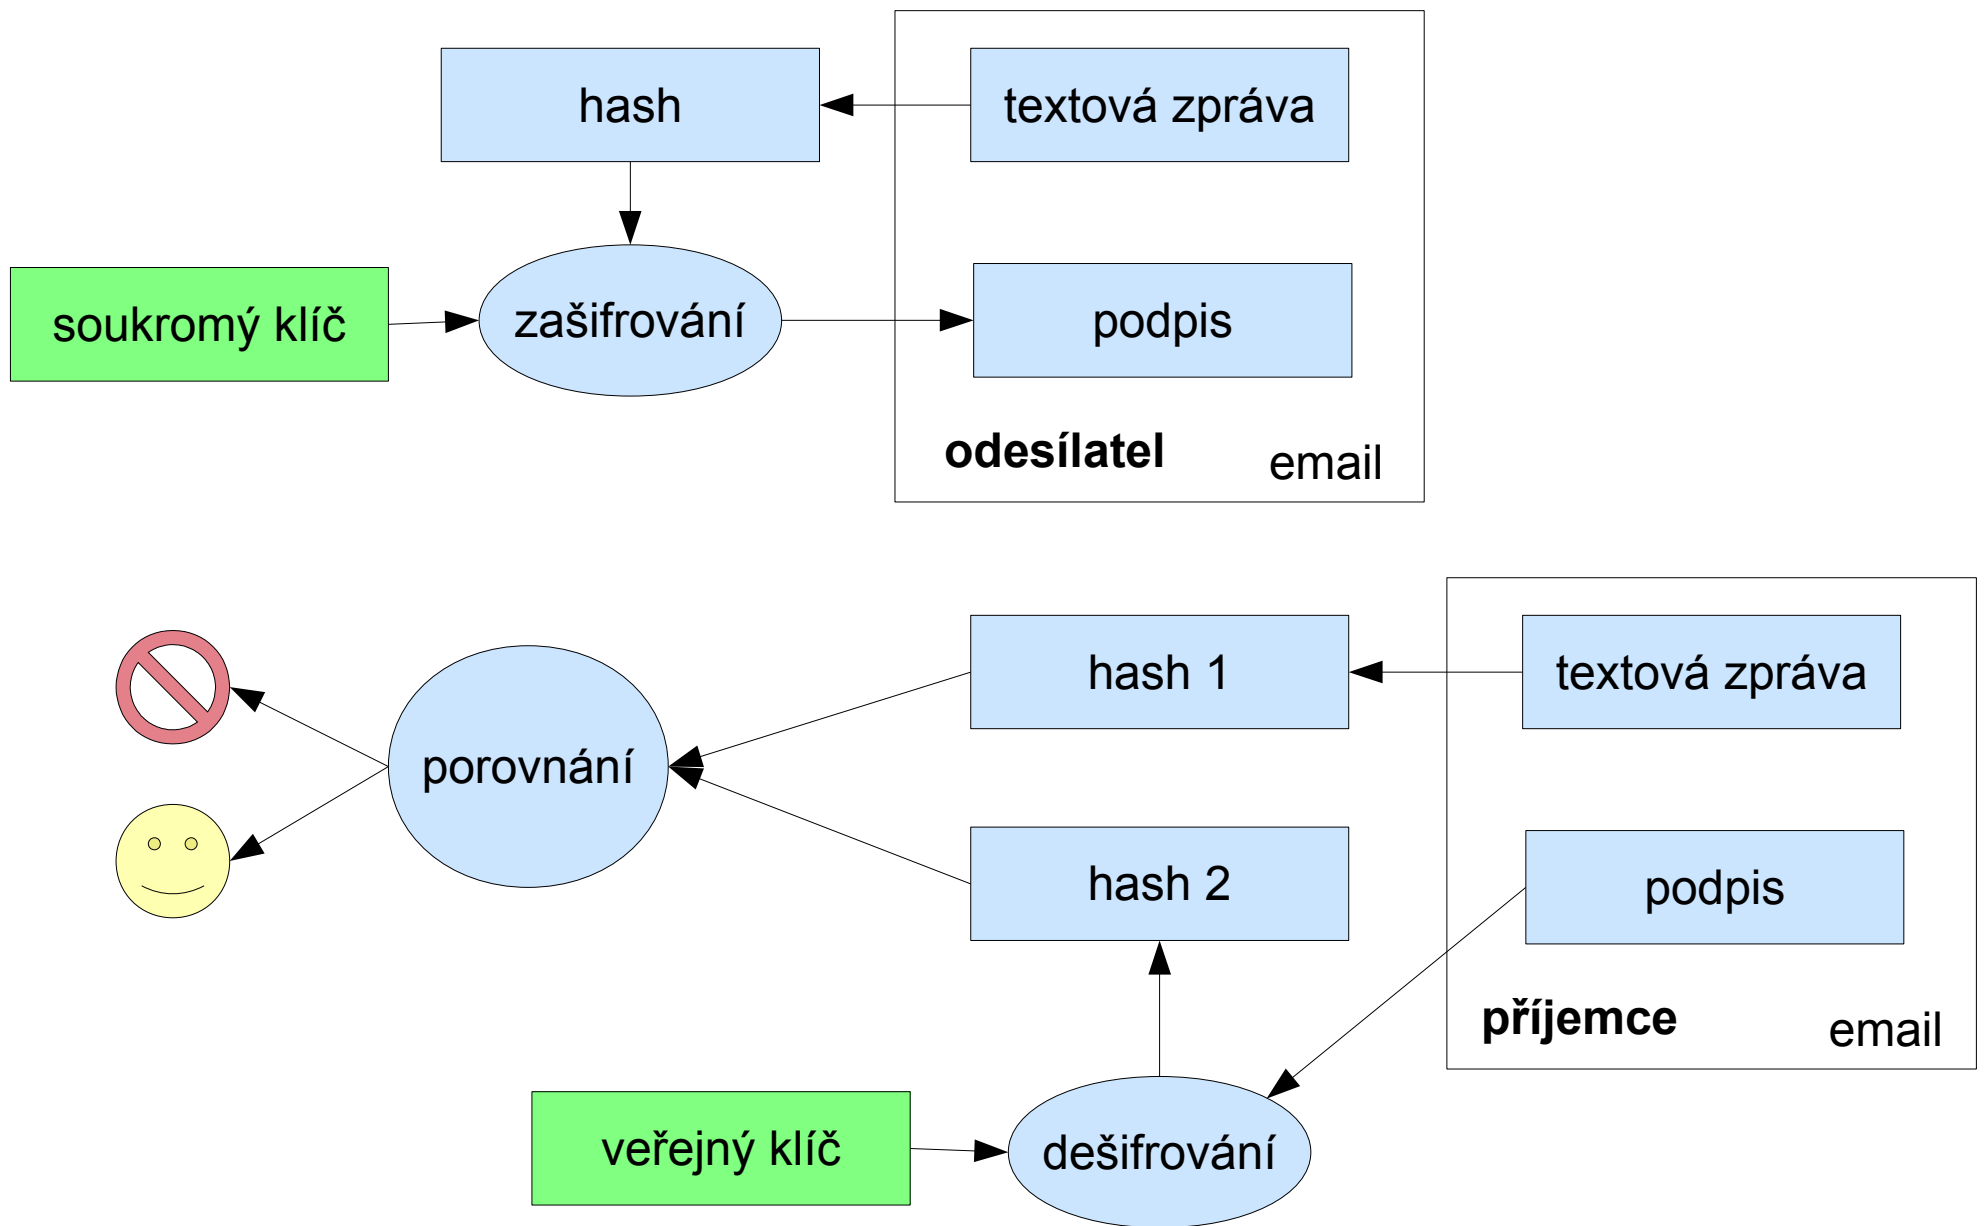 hash
textová zpráva
soukromý klíč
zašifrování
podpis
odesílatel
email
hash 1
textová zpráva
porovnání
hash 2
podpis
příjemce
email
veřejný klíč
dešifrování